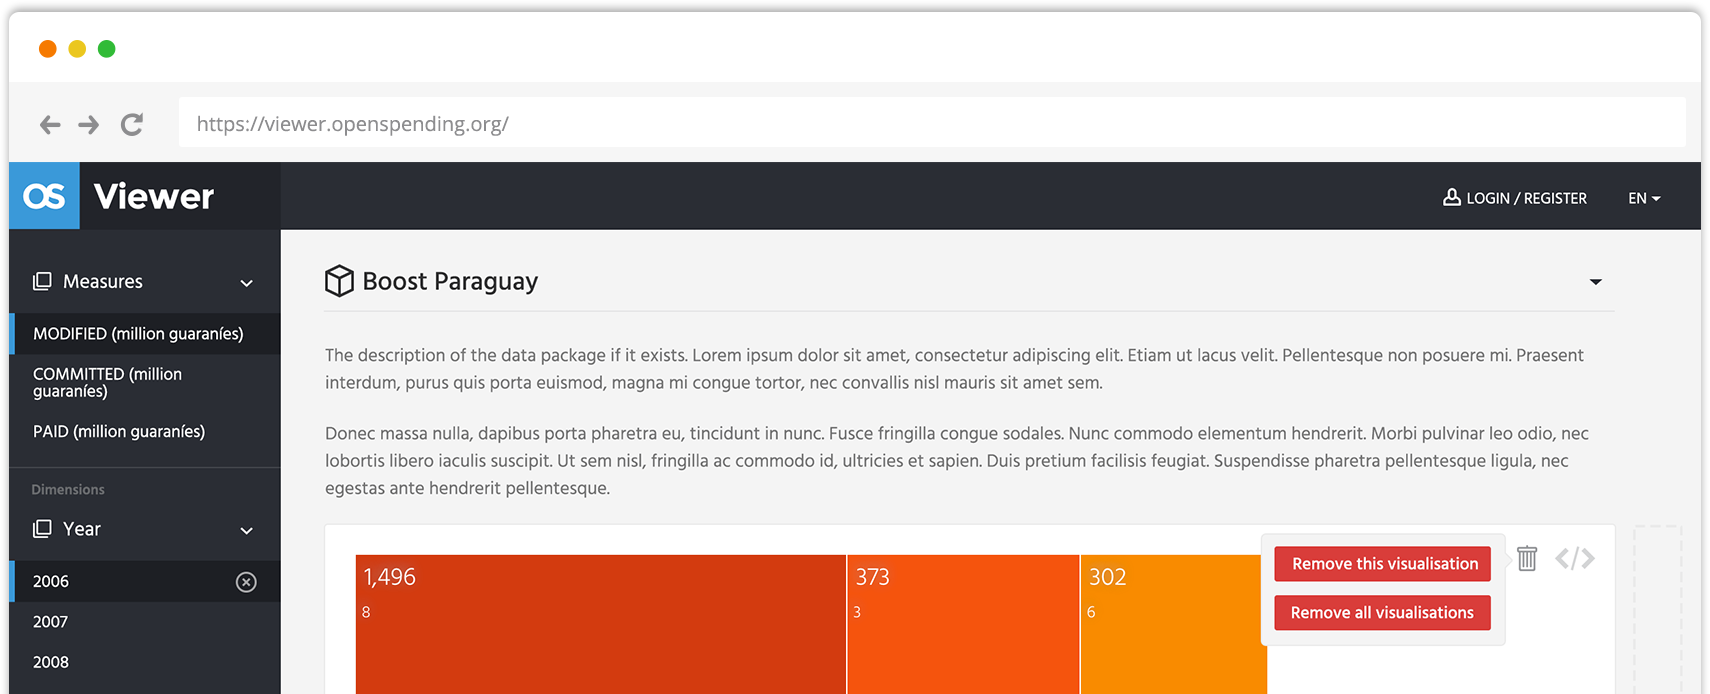 https://viewer.openspending.org/
OS Viewer
LOGIN / REGISTER
EN
Measures
MODIFIED (million guaraníes)
COMMITTED (million
guaraníes)
PAID (million guaraníes)
Dimensions
Year
2006
2007
2008
Boost Paraguay
The description of the data package if it exists. Lorem ipsum dolor sit amet, consectetur adipiscing elit. Etiam ut lacus velit. Pellentesque non posuere mi. Praesent
interdum, purus quis porta euismod, magna mi congue tortor, nec convallis nisl mauris sit amet sem.
Donec massa nulla, dapibus porta pharetra eu, tincidunt in nunc. Fusce fringilla congue sodales. Nunc commodo elementum hendrerit. Morbi pulvinar leo odio, nec
lobortis libero iaculis suscipit. Ut sem nisl, fringilla ac commodo id, ultricies et sapien. Duis pretium facilisis feugiat. Suspendisse pharetra pellentesque ligula, nec
egestas ante hendrerit pellentesque.
1,496
8
373
3
302
6
Remove this visualisation
Remove all visualisations